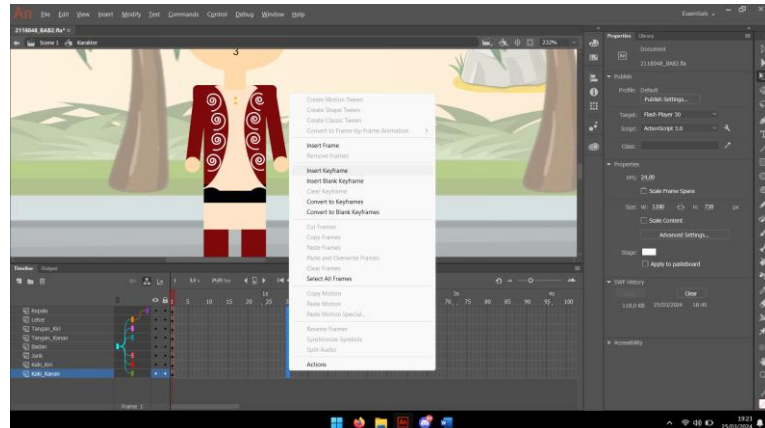 An File Edit View Insert Modify Text Commands Control Debug Window Help
Essentials
2118048_BAB2.fla*
Scene 1 Karakter
232%
3
Create Motion Tween
Create Shape Tween
Create Classic Tween
Convert to Frame-by-Frame Animation
Insert Frame
Remove Frames
Insert Keyframe
Insert Blank Keyframe
Clear Keyframe
Convert to Keyframes
Convert to Blank Keyframes
Cut Frames
Copy Frames
Paste Frames
Paste and Overwrite Frames
Clear Frames
Select All Frames
Copy Motion
Paste Motion
Paste Motion Special...
Reverse Frames
Synchronize Symbols
Split Audio
Actions
Properties Library
Document
An
2118048_BAB2.fla
Publish
Profile: Default
Publish Settings...
Target: Flash Player 30
Script: ActionScript 3.0
Class:
Properties
FPS: 24,00
Scale Frame Spans
Size: W: 1280 H: 720 px
Scale Content
Advanced Settings...
Stage:
Apply to pasteboard
SWF History
Clear
25/03/2024 18:45
Accessibility
Timeline Output
1s
5 10 15 20 25
70 75 80 85 90 95 100
Kepala
Leher
Tangan_Kiri
Tangan_Kanan
Badan
Jarik
Kaki_Kiri
Kaki_Kanan
Frame 1
An
19:23
25/03/2024